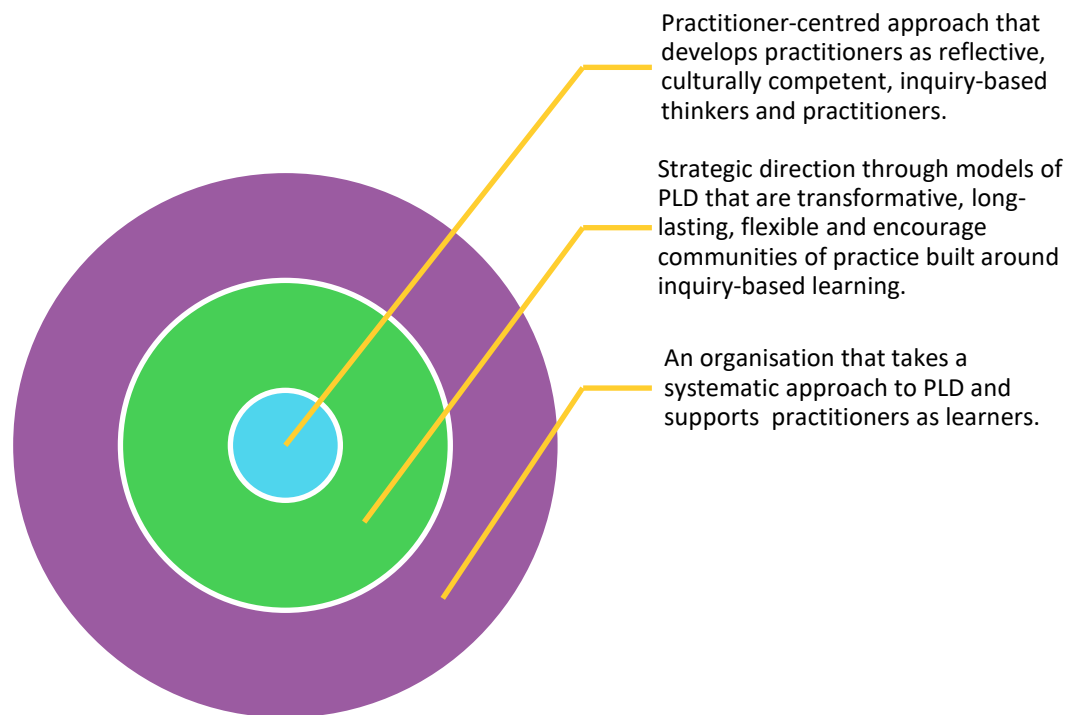 Practitioner-centred approach that
develops practitioners as reflective,
culturally competent, inquiry-based
thinkers and practitioners.
Strategic direction through models of
PLD that are transformative, long-
lasting, flexible and encourage
communities of practice built around
inquiry-based learning.
An organisation that takes a
systematic approach to PLD and
supports  practitioners as learners.